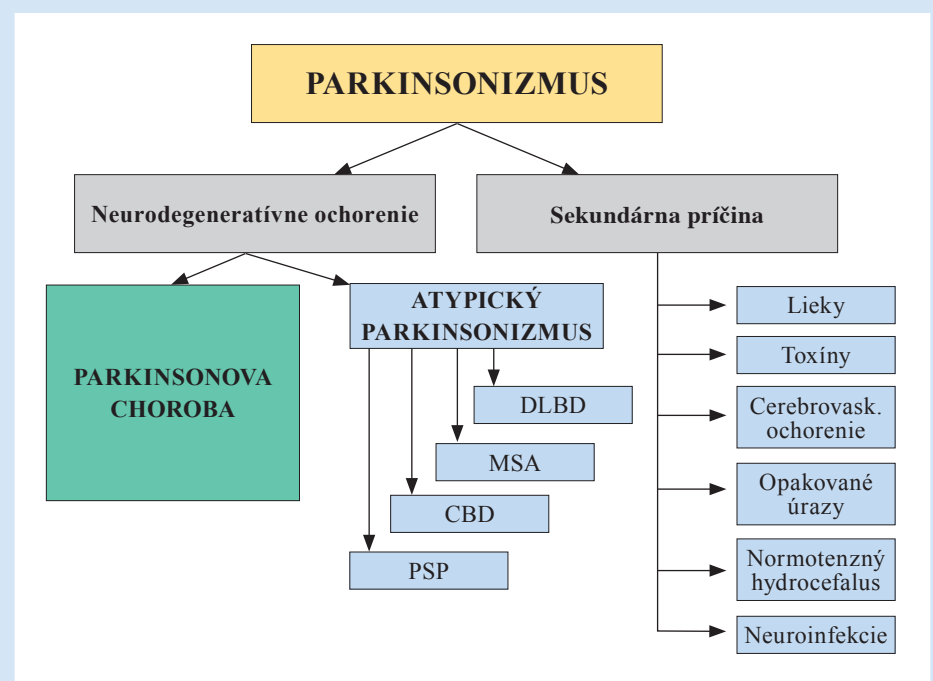 PARKINSONIZMUS
Neurodegeneratívne ochorenie
Sekundárna príčina
PARKINSONOVA
CHOROBA
ATYPICKÝ
PARKINSONIZMUS
DLBD
MSA
CBD
PSP
Lieky
Toxíny
Cerebrovask.
ochorenie
Opakované
úrazy
Normotenzný
hydrocefalus
Neuroinfekcie